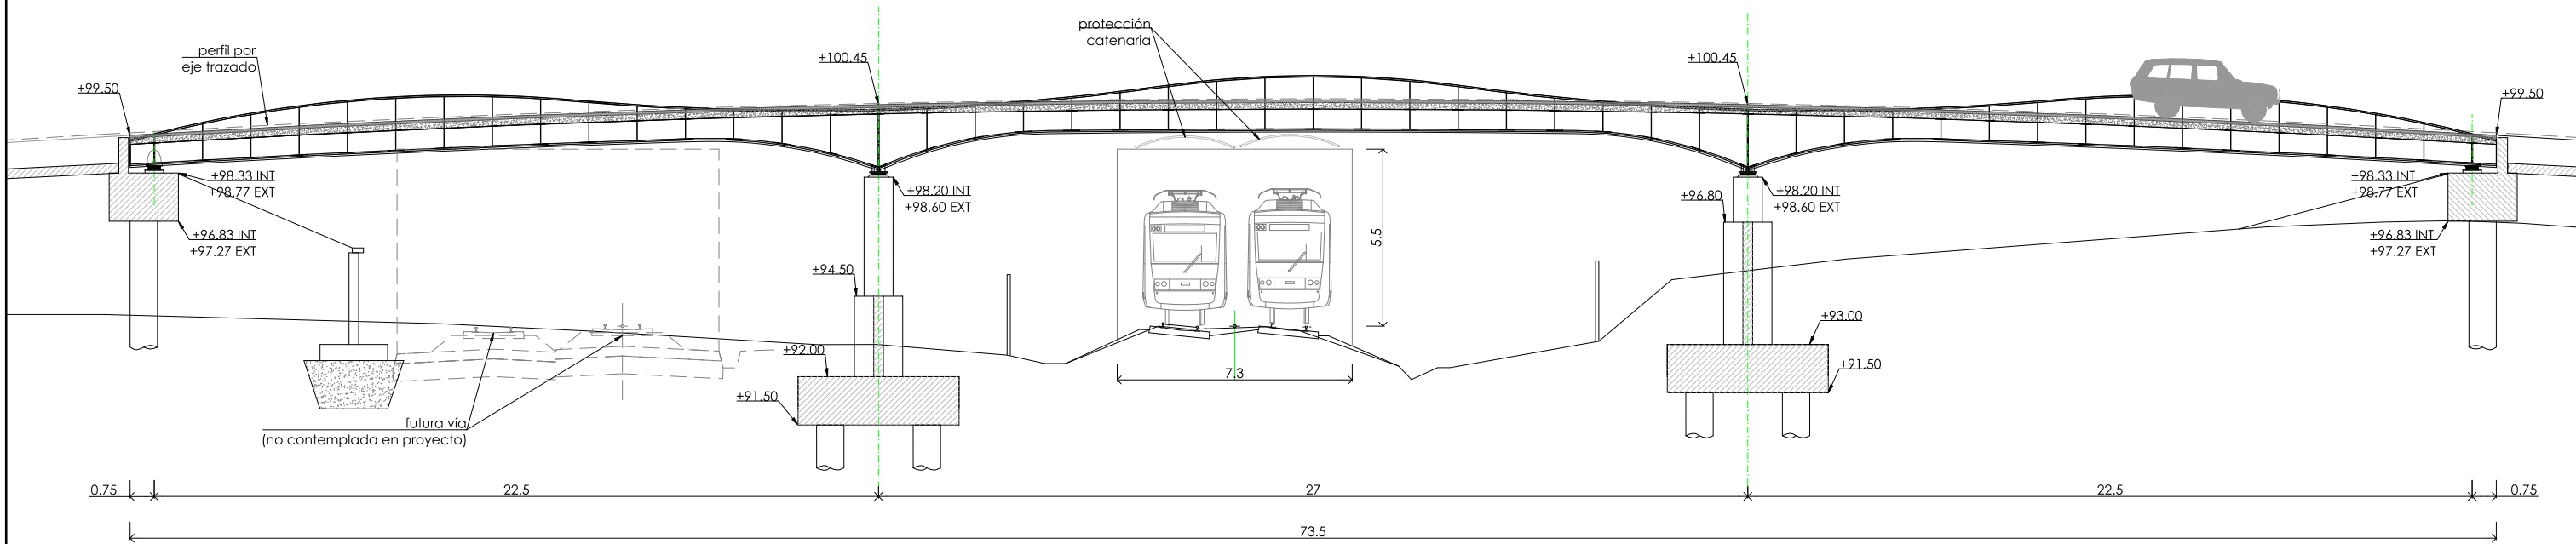 protección
catenaria
perfil por
eje trazado
+100.45
+100.45
+99.50
+99.50
+98.33 INT
+98.77 EXT
+98.20 INT
+98.60 EXT
+96.80
+98.20 INT
+98.60 EXT
+98.33 INT
+98.77 EXT
+96.83 INT
+97.27 EXT
5.5
+96.83 INT
+97.27 EXT
+94.50
+93.00
+92.00
+91.50
7.3
+91.50
futura vía
(no contemplada en proyecto)
0.75
22.5
27
22.5
0.75
73.5